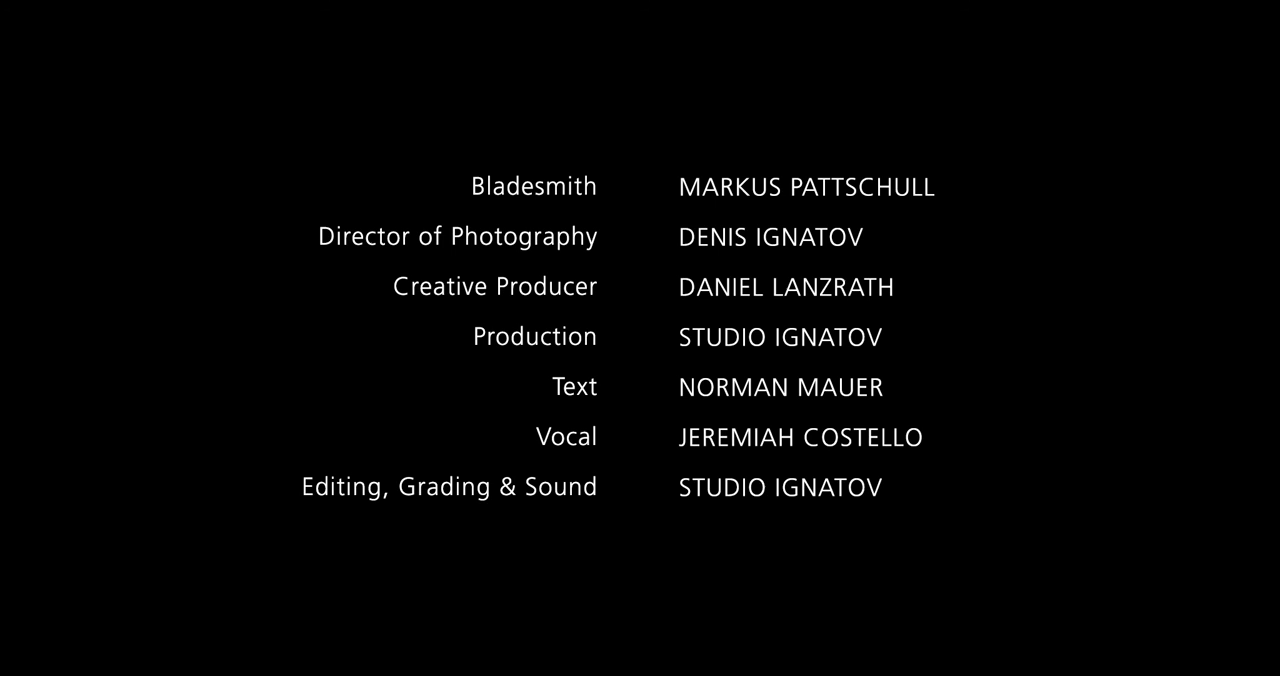 Bladesmith MARKUS PATTSCHULL
Director of Photography DENIS IGNATOV
Creative Producer DANIEL LANZRATH
Production STUDIO IGNATOV
Text NORMAN MAUER
Vocal JEREMIAH COSTELLO
Editing, Grading & Sound STUDIO IGNATOV